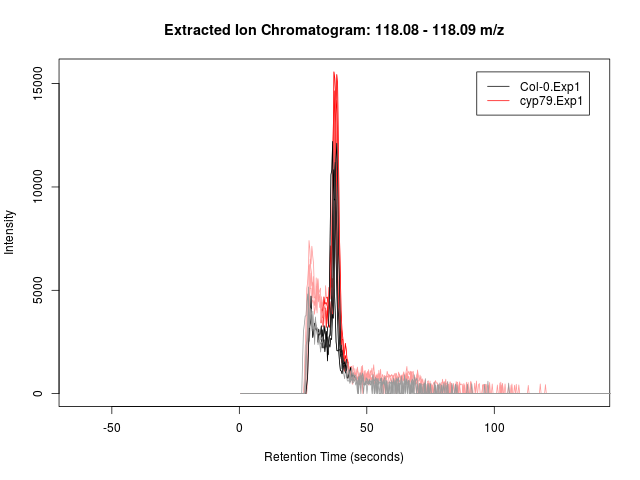 Extracted Ion Chromatogram: 118.08 - 118.09 m/z
Col-0.Exp1
cyp79.Exp1
Intensity
15000
10000
5000
0
-50
0
50
100
Retention Time (seconds)